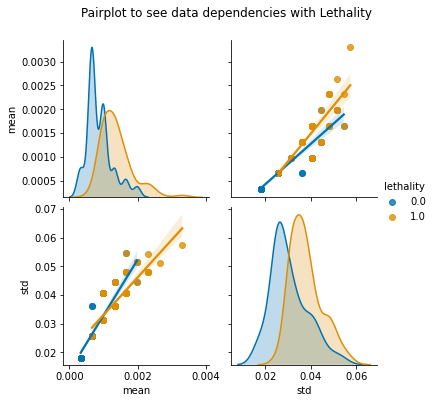 Pairplot to see data dependencies with Lethality
0.0030
0.0025
0.0020
0.0015
0.0010
0.0005
mean
lethality
0.0
1.0
0.07
0.06
0.05
0.04
0.03
0.02
std
0.000 0.002 0.004
mean
0.02 0.04 0.06
std